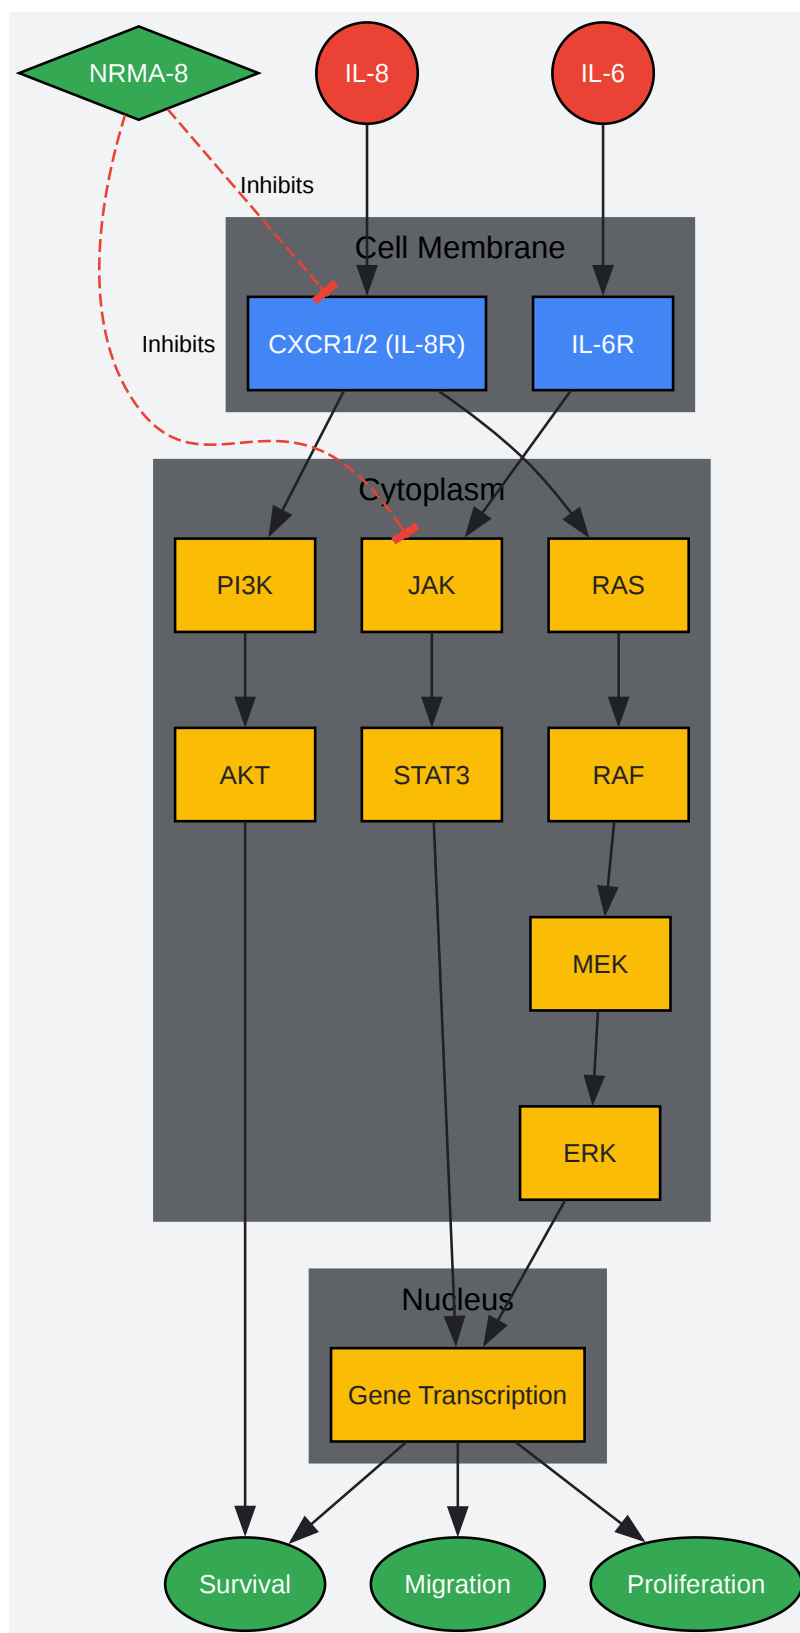 NRMA-8
IL-8
IL-6
Inhibits
Cell Membrane
Inhibits
CXCR1/2 (IL-8R)
IL-6R
Cytoplasm
PI3K
JAK
RAS
AKT
STAT3
RAF
MEK
ERK
Nucleus
Gene Transcription
Survival
Migration
Proliferation